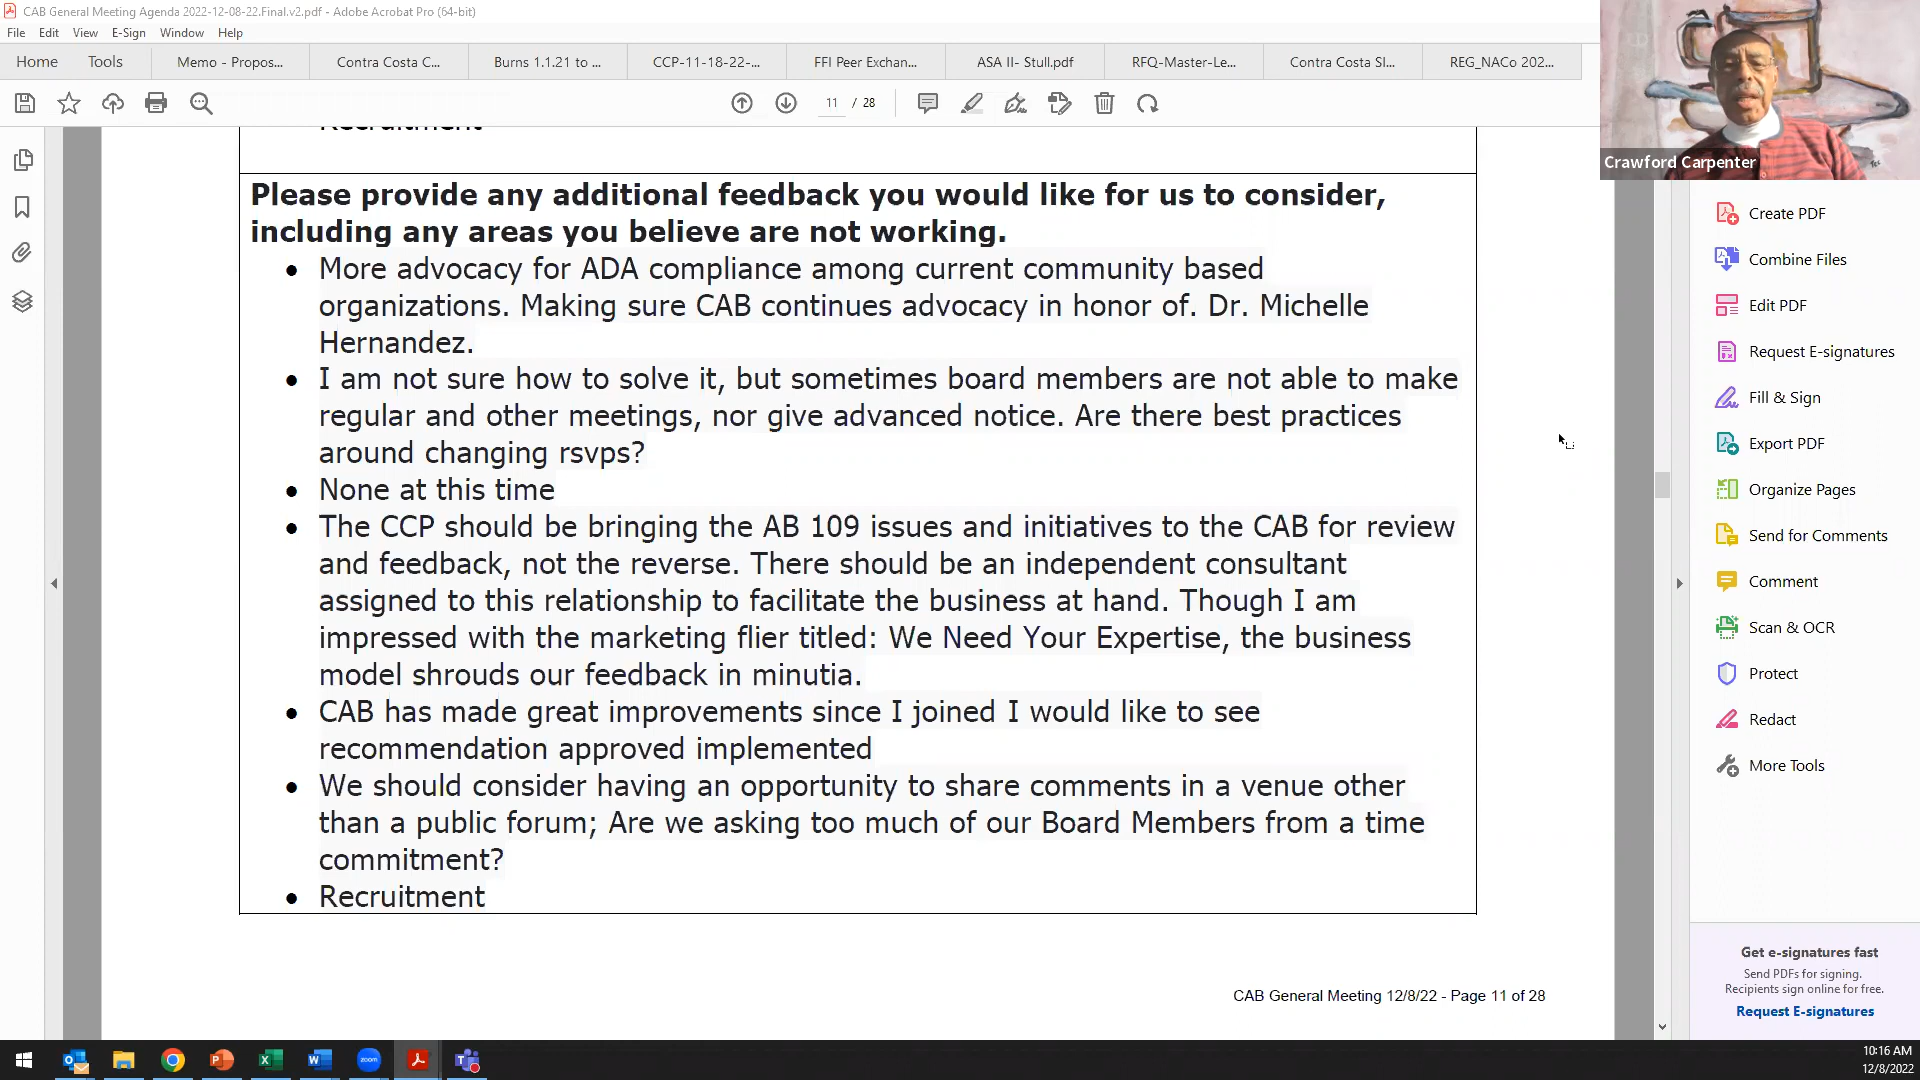 CAB General Meeting Agenda 2022-12-08-22.Final.v2.pdf - Adobe Acrobat Pro (64-bit)
File Edit View E-Sign Window Help
Home Tools Memo - Propos... Contra Costa C... Burns 1.1.21 to ... CCP-11-18-22-... FFI Peer Exchan... ASA II- Stull.pdf RFQ-Master-Le... Contra Costa Sl... REG_NACo 202...
11 / 28
Recruitment
Please provide any additional feedback you would like for us to consider,
including any areas you believe are not working.
• More advocacy for ADA compliance among current community based
organizations. Making sure CAB continues advocacy in honor of. Dr. Michelle
Hernandez.
• I am not sure how to solve it, but sometimes board members are not able to make
regular and other meetings, nor give advanced notice. Are there best practices
around changing rsvps?
• None at this time
• The CCP should be bringing the AB 109 issues and initiatives to the CAB for review
and feedback, not the reverse. There should be an independent consultant
assigned to this relationship to facilitate the business at hand. Though I am
impressed with the marketing flier titled: We Need Your Expertise, the business
model shrouds our feedback in minutia.
• CAB has made great improvements since I joined I would like to see
recommendation approved implemented
• We should consider having an opportunity to share comments in a venue other
than a public forum; Are we asking too much of our Board Members from a time
commitment?
• Recruitment
CAB General Meeting 12/8/22 - Page 11 of 28
Crawford Carpenter
Create PDF
Combine Files
Edit PDF
Request E-signatures
Fill & Sign
Export PDF
Organize Pages
Send for Comments
Comment
Scan & OCR
Protect
Redact
More Tools
Get e-signatures fast
Send PDFs for signing.
Recipients sign online for free.
Request E-signatures
zoom
10:16 AM
12/8/2022